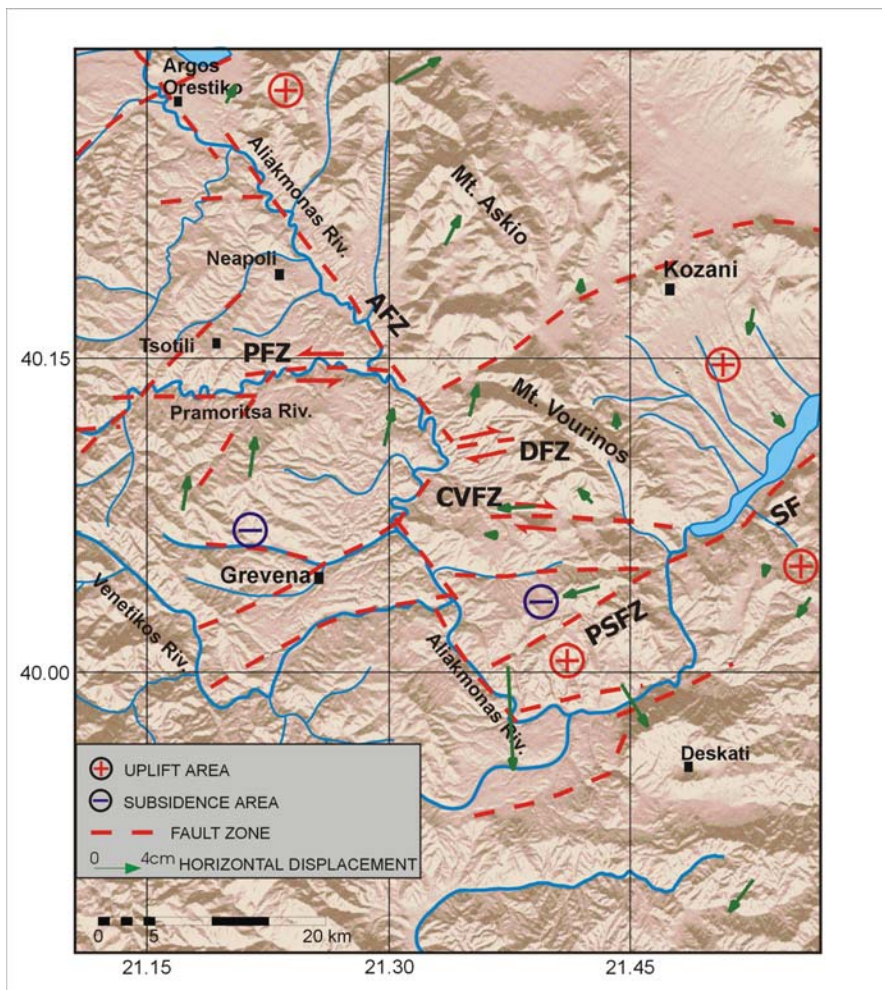 Argos
Orestiko
Aliakmonas Riv.
Mt. Askio
Neapoli
Kozani
AFZ
Tsotili
PFZ
40.15
Mt. Vourinos
Pramoritsa Riv.
DFZ
CVFZ
SF
Grevena
Venetikos Riv.
PSFZ
Aliakmonas Riv.
40.00
Deskati
UPLIFT AREA
SUBSIDENCE AREA
FAULT ZONE
0 4cm HORIZONTAL DISPLACEMENT
0 5 20 km
21.15 21.30 21.45